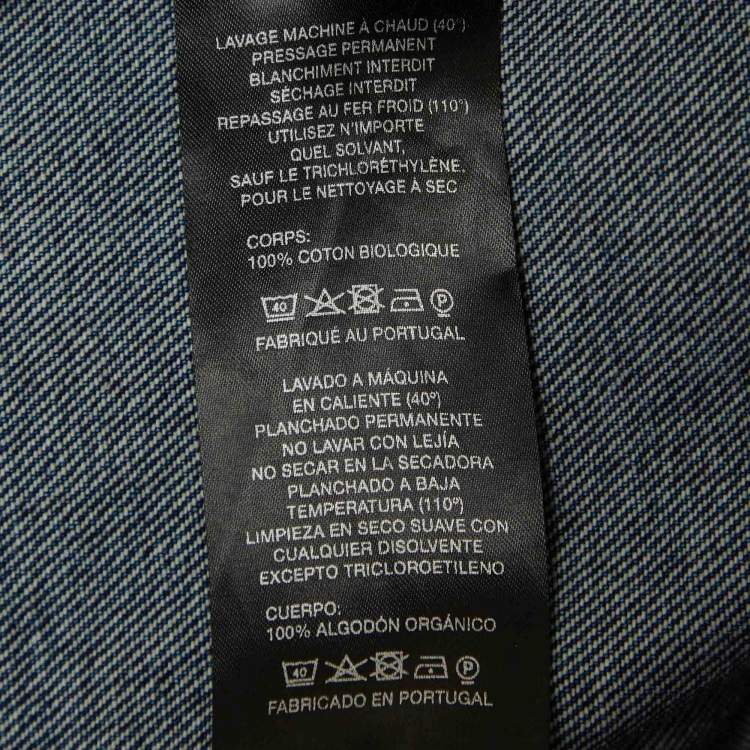 LAVAGE MACHINE À CHAUD (40°)
PRESSAGE PERMANENT
BLANCHIMENT INTERDIT
SÉCHAGE INTERDIT
REPASSAGE AU FER FROID (110°)
UTILISEZ N'IMPORTE
QUEL SOLVANT,
SAUF LE TRICHLORÉTHYLÈNE.
POUR LE NETTOYAGE À SEC
CORPS:
100% COTON BIOLOGIQUE
40 P
FABRIQUÉ AU PORTUGAL
LAVADO A MÁQUINA
EN CALIENTE (40º)
PLANCHADO PERMANENTE
NO LAVAR CON LEJÍA
NO SECAR EN LA SECADORA
PLANCHADO A BAJA
TEMPERATURA (110º)
LIMPIEZA EN SECO SUAVE CON
CUALQUIER DISOLVENTE
EXCEPTO TRICLOROETILENO
CUERPO:
100% ALGODÓN ORGÁNICO
40 P
FABRICADO EN PORTUGAL